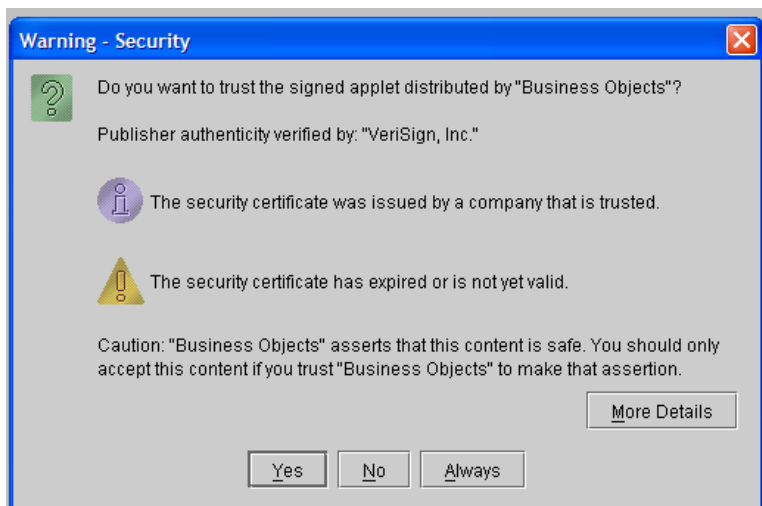 Warning - Security
Do you want to trust the signed applet distributed by "Business Objects"?
Publisher authenticity verified by: "VeriSign, Inc."
The security certificate was issued by a company that is trusted.
The security certificate has expired or is not yet valid.
Caution: "Business Objects" asserts that this content is safe. You should only
accept this content if you trust "Business Objects" to make that assertion.
More Details
Yes No Always